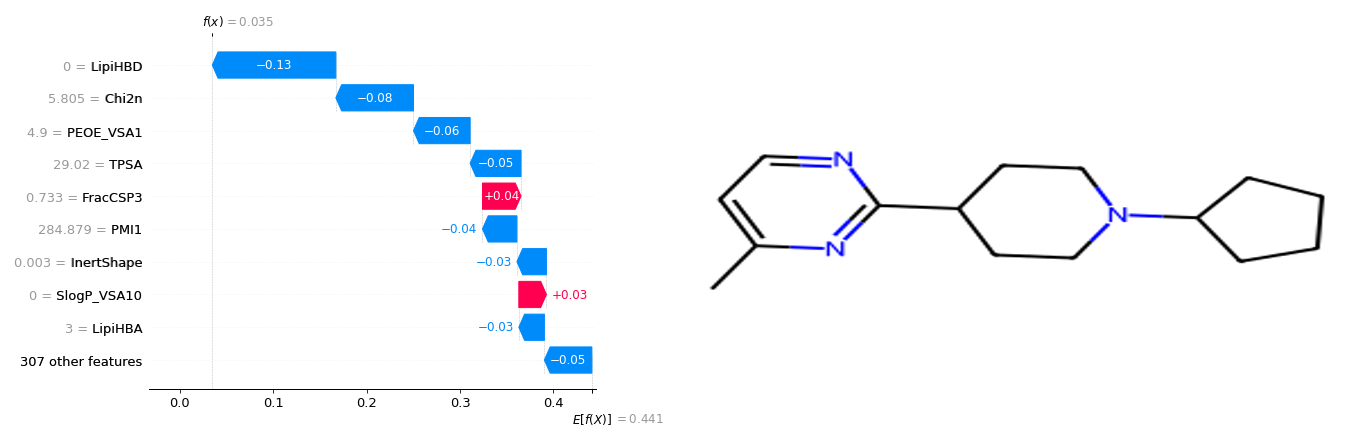 f(x) = 0.035
0 = LipiHBD
−0.13
5.805 = Chi2n
−0.08
4.9 = PEOE_VSA1
−0.06
29.02 = TPSA
−0.05
0.733 = FracCSP3
+0.04
284.879 = PMI1
−0.04
0.003 = InertShape
−0.03
0 = SlogP_VSA10
+0.03
3 = LipiHBA
−0.03
307 other features
−0.05
0.0 0.1 0.2 0.3 0.4
E[f(X)] = 0.441
N
N
N